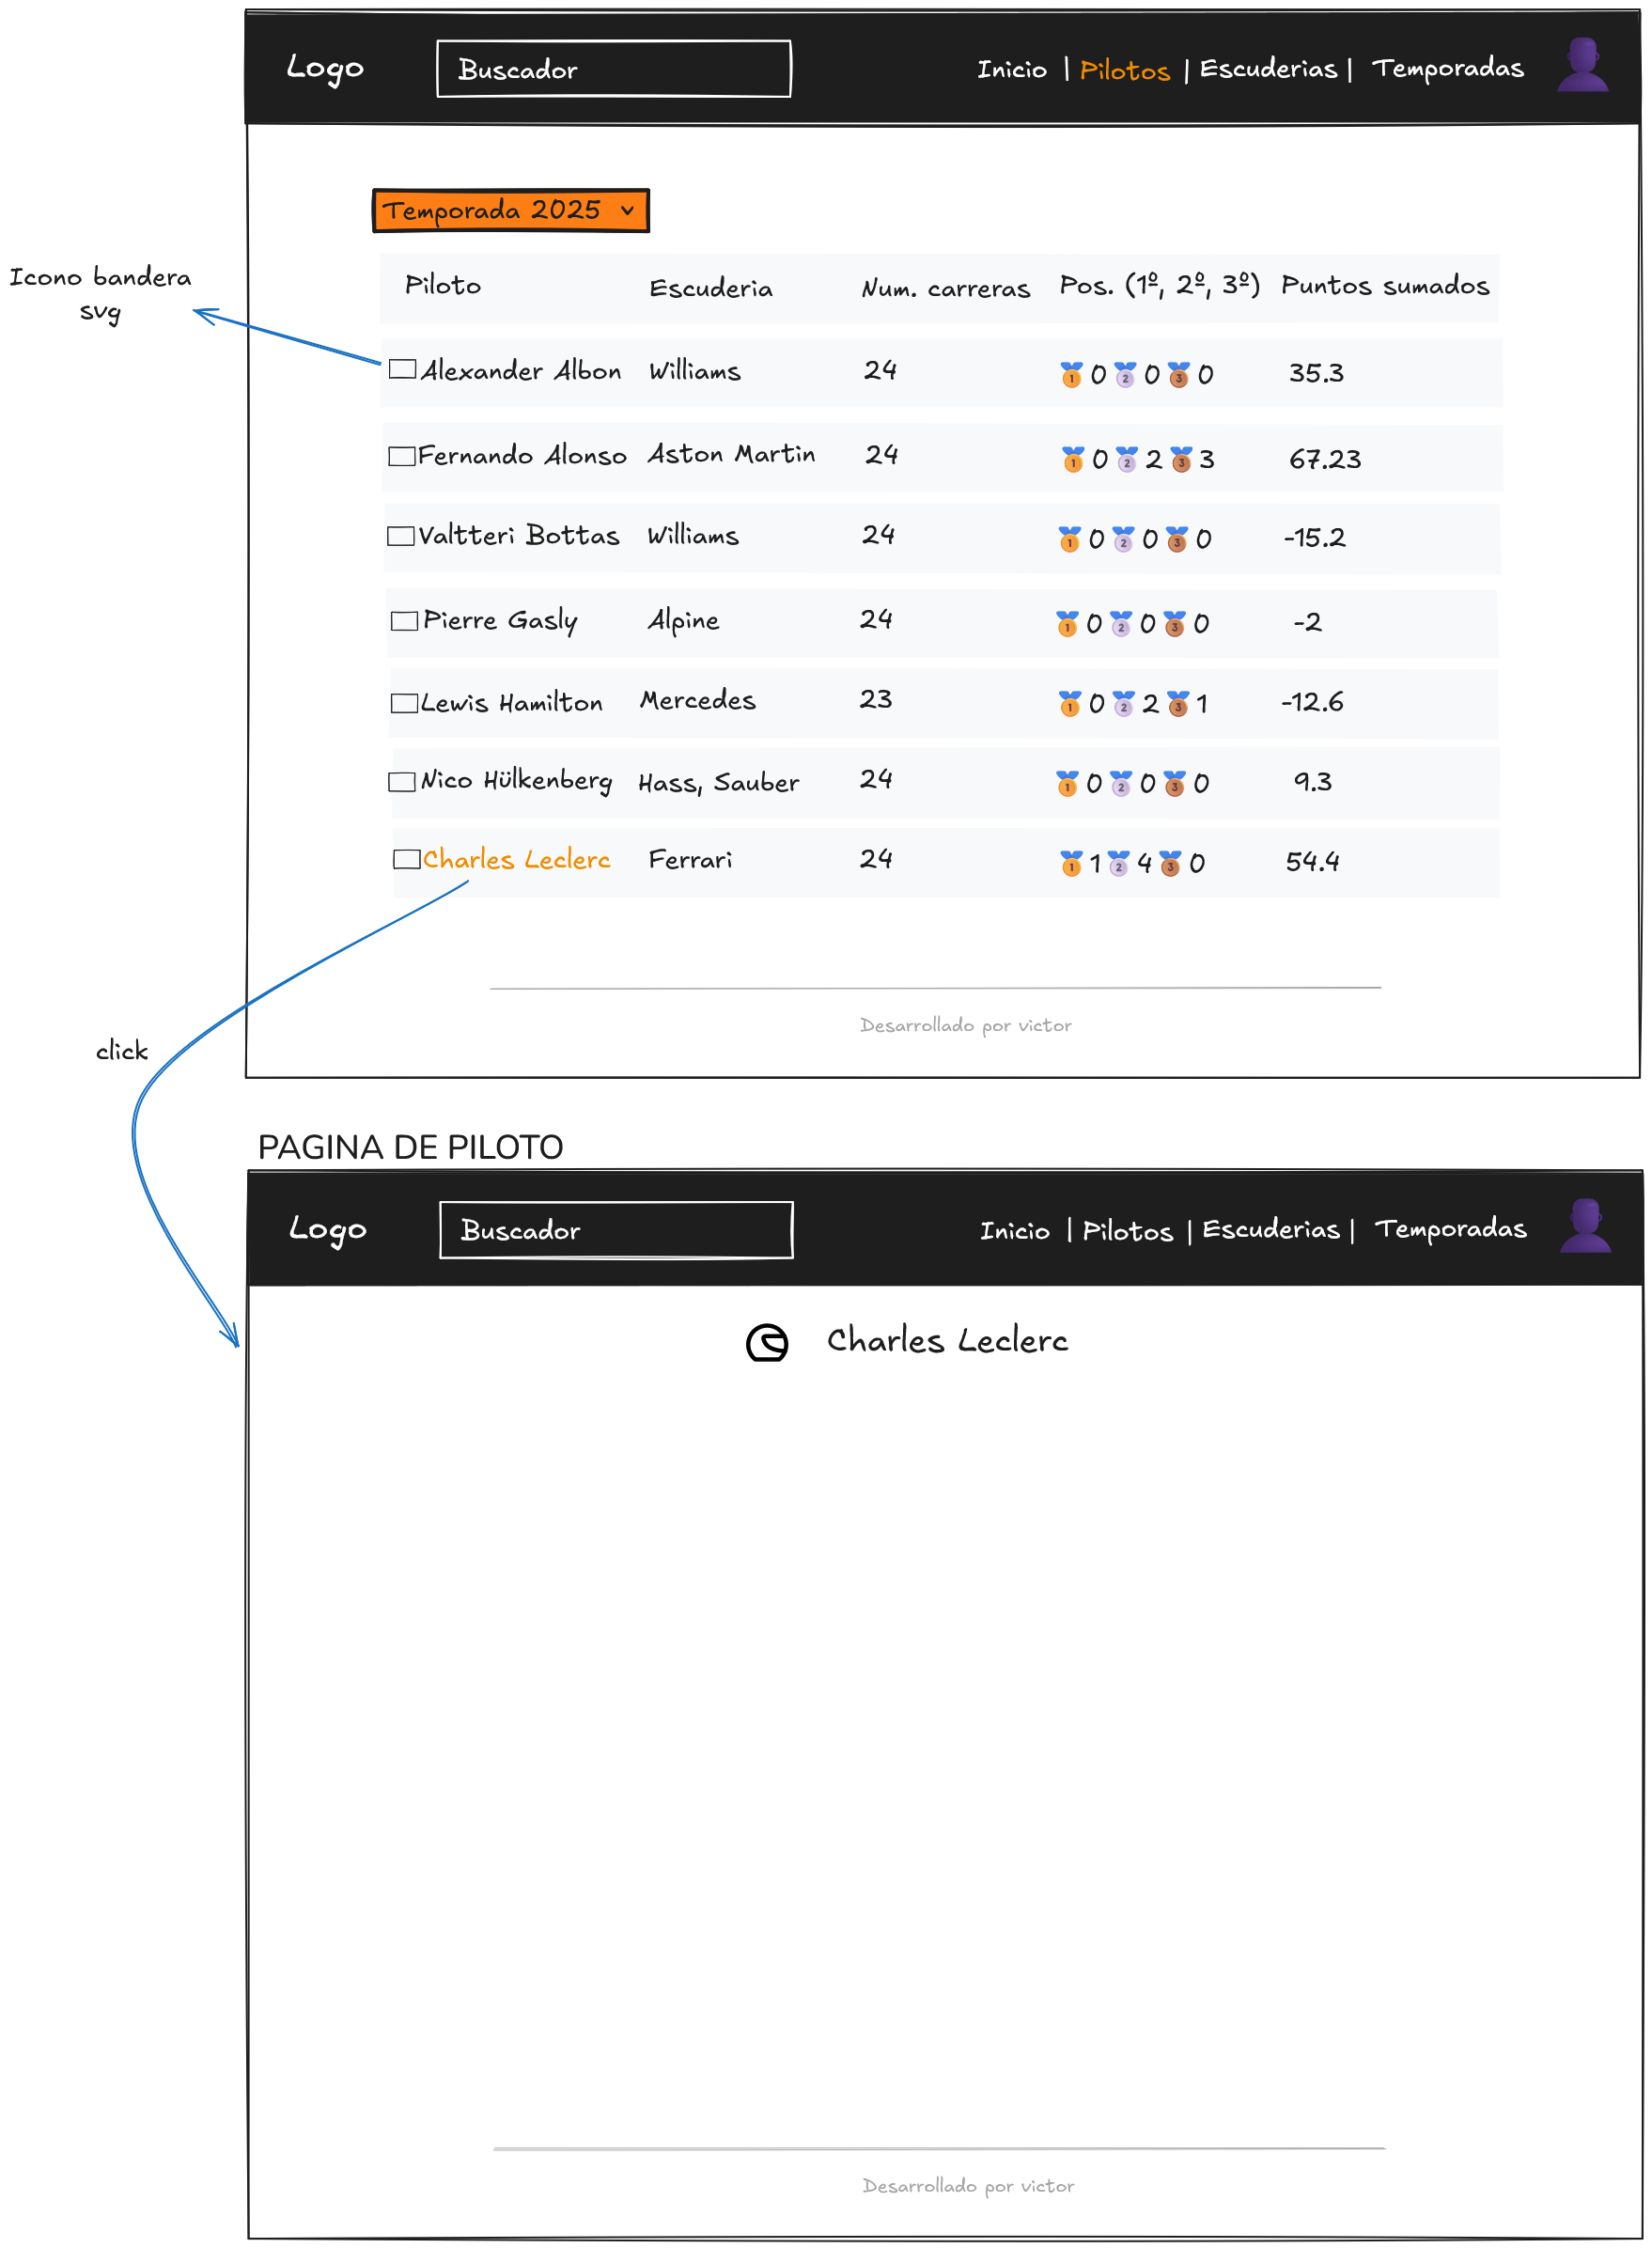 Logo Buscador Inicio | Pilotos | Escuderias | Temporadas
Temporada 2025
Icono bandera
svg
Piloto Escuderia Num. carreras Pos. (1º, 2º, 3º) Puntos sumados
Alexander Albon Williams 24 1 0 2 0 3 0 35.3
Fernando Alonso Aston Martin 24 1 0 2 2 3 3 67.23
Valtteri Bottas Williams 24 1 0 2 0 3 0 -15.2
Pierre Gasly Alpine 24 1 0 2 0 3 0 -2
Lewis Hamilton Mercedes 23 1 0 2 2 3 1 -12.6
Nico Hülkenberg Hass, Sauber 24 1 0 2 0 3 0 9.3
Charles Leclerc Ferrari 24 1 1 2 4 3 0 54.4
Desarrollado por victor
click
PAGINA DE PILOTO
Logo Buscador Inicio | Pilotos | Escuderias | Temporadas
Charles Leclerc
Desarrollado por victor